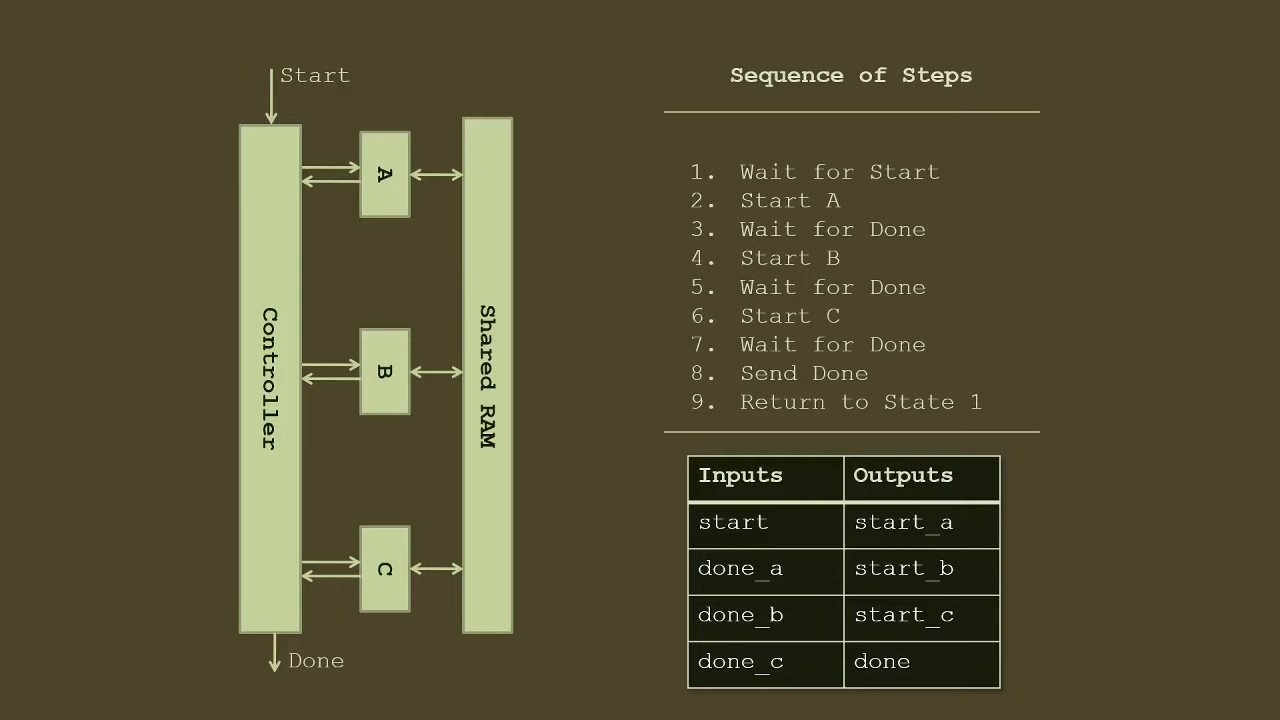 Start
A
B
C
Controller
Shared RAM
Done
Sequence of Steps
1. Wait for Start
2. Start A
3. Wait for Done
4. Start B
5. Wait for Done
6. Start C
7. Wait for Done
8. Send Done
9. Return to State 1
Inputs Outputs
start start_a
done_a start_b
done_b start_c
done_c done